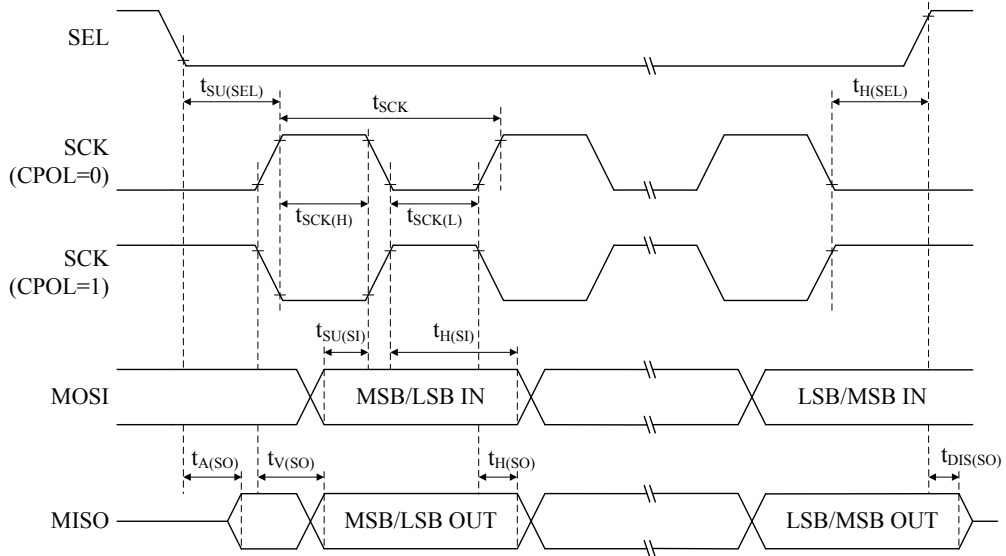 SEL
tSU(SEL)
tSCK
tH(SEL)
SCK
(CPOL=0)
tSCK(H)
tSCK(L)
SCK
(CPOL=1)
tSU(SI)
tH(SI)
MOSI
MSB/LSB IN
LSB/MSB IN
tA(SO)
tV(SO)
tH(SO)
tDIS(SO)
MISO
MSB/LSB OUT
LSB/MSB OUT